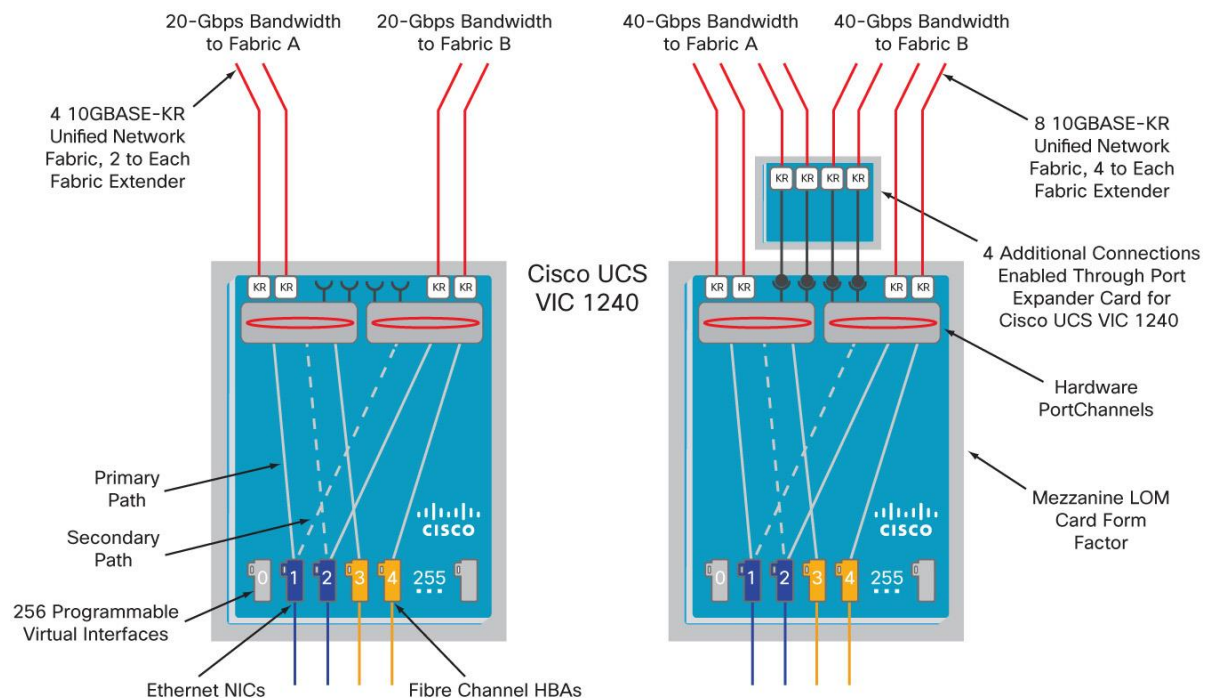 20-Gbps Bandwidth
to Fabric A
20-Gbps Bandwidth
to Fabric B
40-Gbps Bandwidth
to Fabric A
40-Gbps Bandwidth
to Fabric B
4 10GBASE-KR
Unified Network
Fabric, 2 to Each
Fabric Extender
8 10GBASE-KR
Unified Network
Fabric, 4 to Each
Fabric Extender
KR KR KR KR
4 Additional Connections
Enabled Through Port
Expander Card for
Cisco UCS VIC 1240
Cisco UCS
VIC 1240
KR KR KR KR
KR KR KR KR
Hardware
PortChannels
Primary
Path
Secondary
Path
Mezzanine LOM
Card Form
Factor
CISCO
CISCO
0 1 2 3 4 255
0 1 2 3 4 255
256 Programmable
Virtual Interfaces
Ethernet NICs
Fibre Channel HBAs